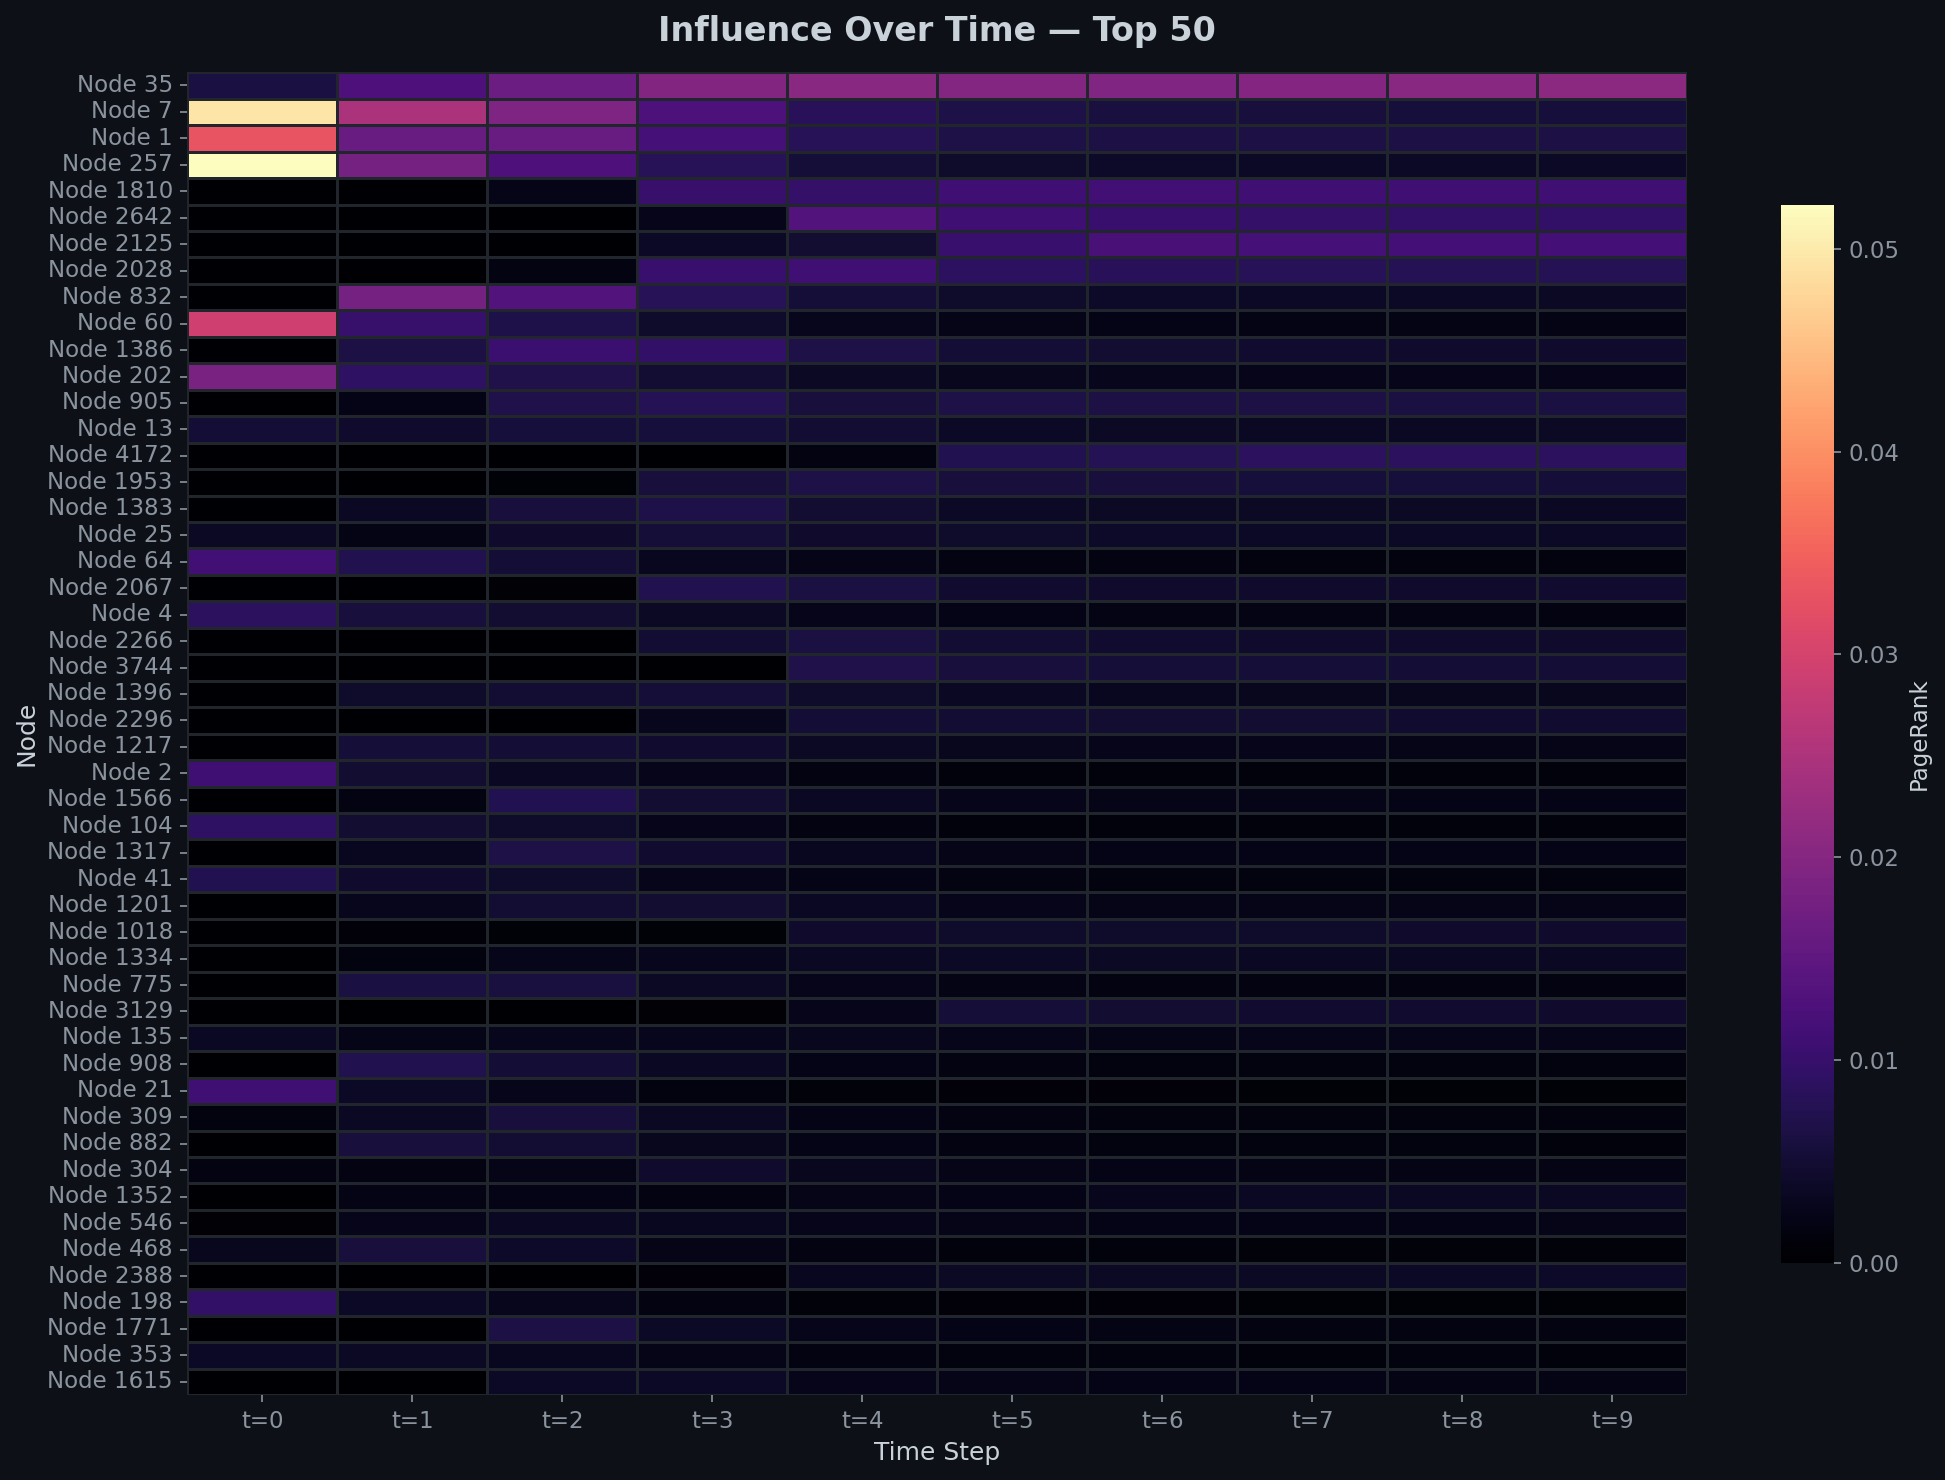 Influence Over Time — Top 50
Node
Node 35
Node 7
Node 1
Node 257
Node 1810
Node 2642
Node 2125
Node 2028
Node 832
Node 60
Node 1386
Node 202
Node 905
Node 13
Node 4172
Node 1953
Node 1383
Node 25
Node 64
Node 2067
Node 4
Node 2266
Node 3744
Node 1396
Node 2296
Node 1217
Node 2
Node 1566
Node 104
Node 1317
Node 41
Node 1201
Node 1018
Node 1334
Node 775
Node 3129
Node 135
Node 908
Node 21
Node 309
Node 882
Node 304
Node 1352
Node 546
Node 468
Node 2388
Node 198
Node 1771
Node 353
Node 1615
t=0 t=1 t=2 t=3 t=4 t=5 t=6 t=7 t=8 t=9
Time Step
0.05
0.04
0.03
0.02
0.01
0.00
PageRank